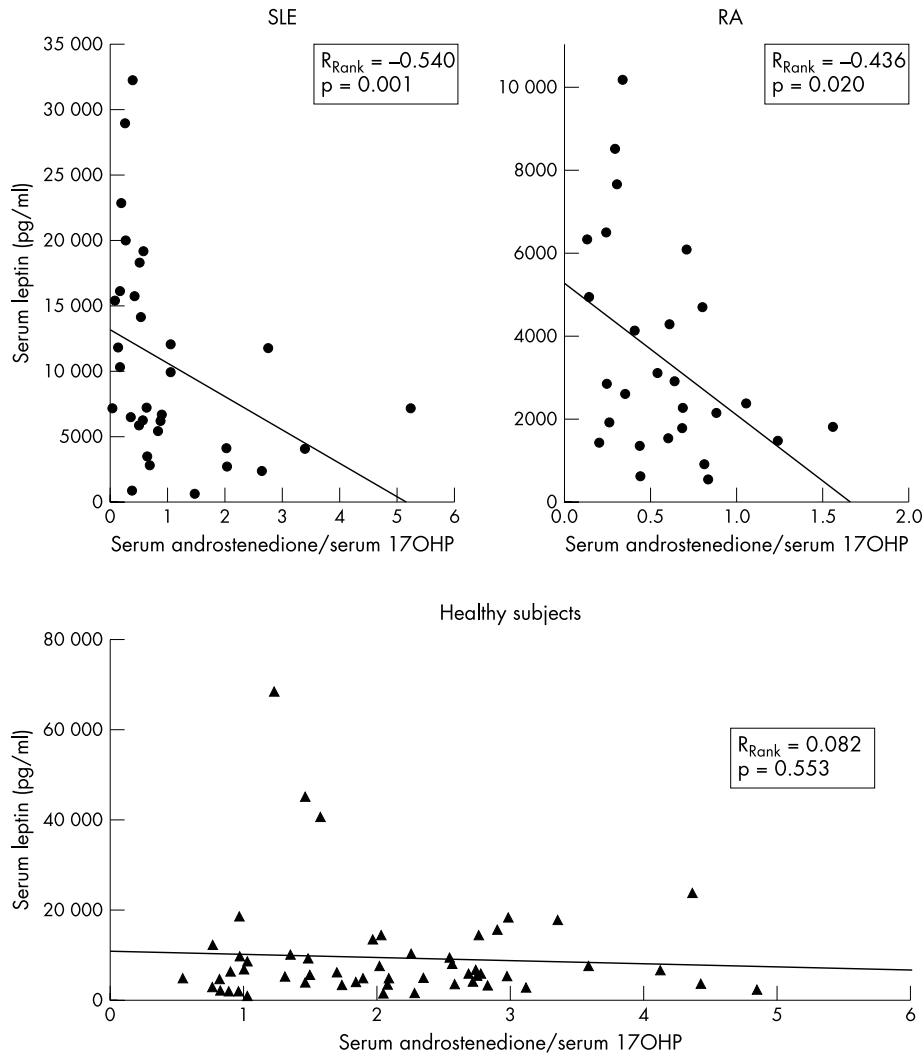 SLE
35 000
30 000
25 000
20 000
15 000
10 000
5000
0
Serum leptin (pg/ml)
R_Rank = –0.540
p = 0.001
0 1 2 3 4 5 6
Serum androstenedione/serum 17OHP
RA
10 000
8000
6000
4000
2000
0
R_Rank = –0.436
p = 0.020
0.0 0.5 1.0 1.5 2.0
Serum androstenedione/serum 17OHP
Healthy subjects
80 000
60 000
40 000
20 000
0
Serum leptin (pg/ml)
R_Rank = 0.082
p = 0.553
0 1 2 3 4 5 6
Serum androstenedione/serum 17OHP